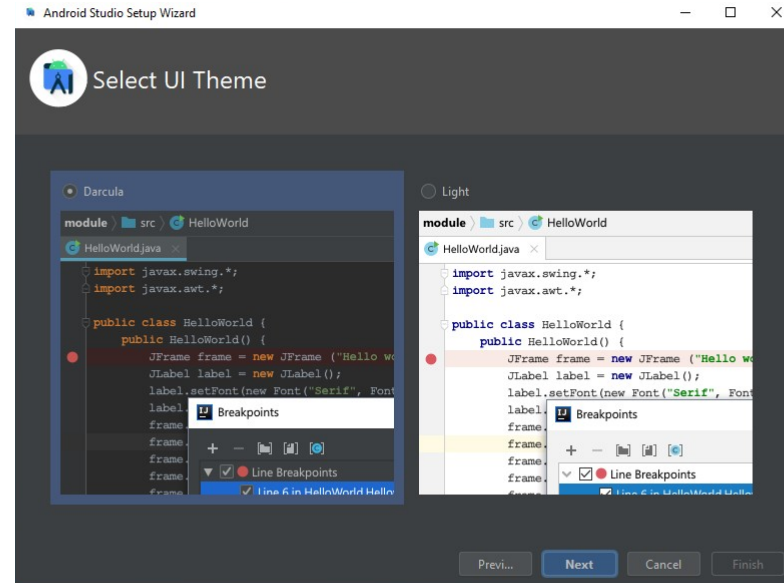 Android Studio Setup Wizard
Select UI Theme
Darcula
module src HelloWorld
HelloWorld.java
import javax.swing.*;
import javax.awt.*;
public class HelloWorld {
public HelloWorld() {
JFrame frame = new JFrame ("Hello wo
JLabel label = new JLabel();
label.setFont(new Font("Serif", Font
label.
Breakpoints
frame.
frame.
frame.
Line Breakpoints
frame.
Line 6 in HelloWorld.Hello
Light
module src HelloWorld
HelloWorld.java
import javax.swing.*;
import javax.awt.*;
public class HelloWorld {
public HelloWorld() {
JFrame frame = new JFrame ("Hello wo
JLabel label = new JLabel();
label.setFont(new Font("Serif", Font
label.
Breakpoints
frame.
frame.
frame.
Line Breakpoints
frame.
Line 6 in HelloWorld.Hello
Previ...
Next
Cancel
Finish